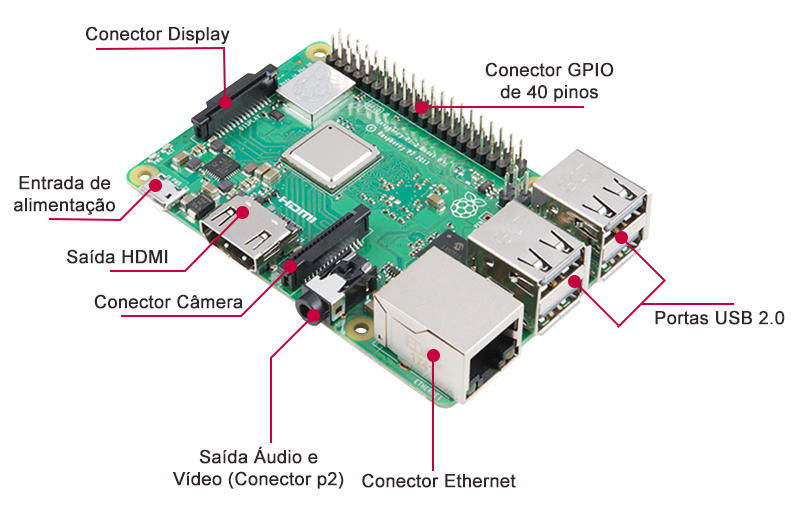 Conector Display
Conector GPIO
de 40 pinos
Entrada de
alimentação
Saída HDMI
HDMI
Conector Câmera
Portas USB 2.0
Saída Áudio e
Vídeo (Conector p2)
Conector Ethernet
ETHERNET